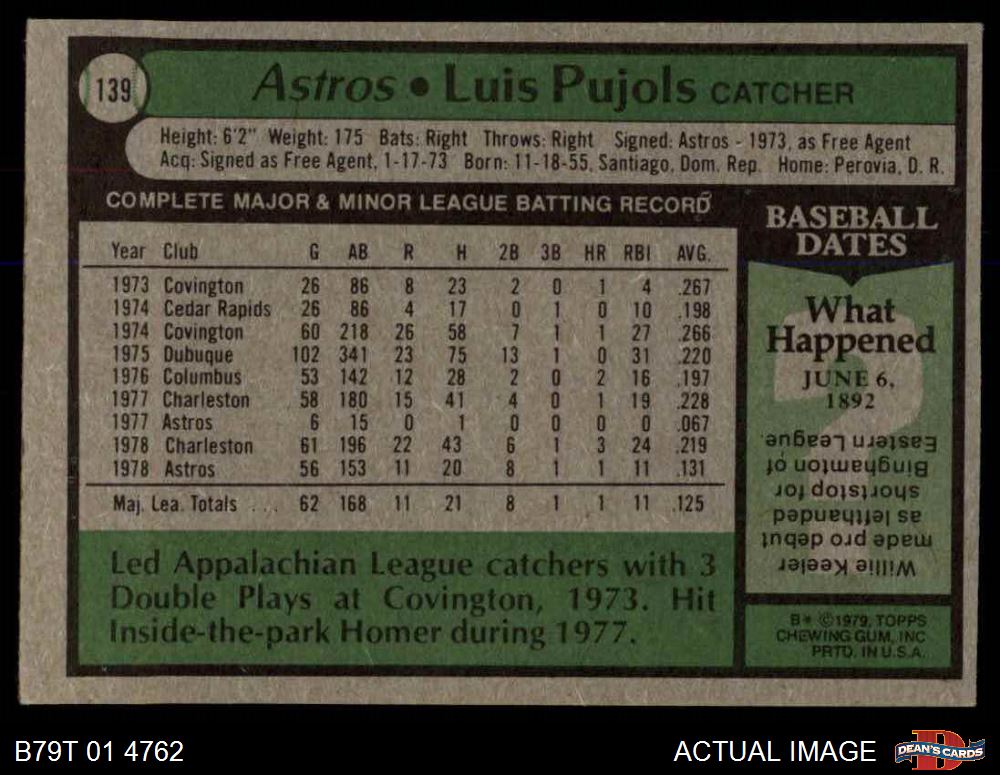 139
Astros • Luis Pujols CATCHER
Height: 6'2" Weight: 175 Bats: Right Throws: Right Signed: Astros - 1973, as Free Agent
Acq: Signed as Free Agent, 1-17-73 Born: 11-18-55, Santiago, Dom. Rep. Home: Perovia, D. R.
COMPLETE MAJOR & MINOR LEAGUE BATTING RECORD
Year Club G AB R H 2B 3B HR RBI AVG.
1973 Covington 26 86 8 23 2 0 1 4 .267
1974 Cedar Rapids 26 86 4 17 0 1 0 10 .198
1974 Covington 60 218 26 58 7 1 1 27 .266
1975 Dubuque 102 341 23 75 13 1 0 31 .220
1976 Columbus 53 142 12 28 2 0 2 16 .197
1977 Charleston 58 180 15 41 4 0 1 19 .228
1977 Astros 6 15 0 1 0 0 0 0 .067
1978 Charleston 61 196 22 43 6 1 3 24 .219
1978 Astros 56 153 11 20 8 1 1 11 .131
Maj. Lea. Totals . . . 62 168 11 21 8 1 1 11 .125
Led Appalachian League catchers with 3
Double Plays at Covington, 1973. Hit
Inside-the-park Homer during 1977.
BASEBALL
DATES
What
Happened
JUNE 6,
1892
?
Willie Keeler
made pro debut
as lefthanded
shortstop for
Binghamton of
Eastern League.
B* ©1979, TOPPS
CHEWING GUM, INC
PRTD. IN U.S.A.
B79T 01 4762
ACTUAL IMAGE
D
DEAN'S CARDS